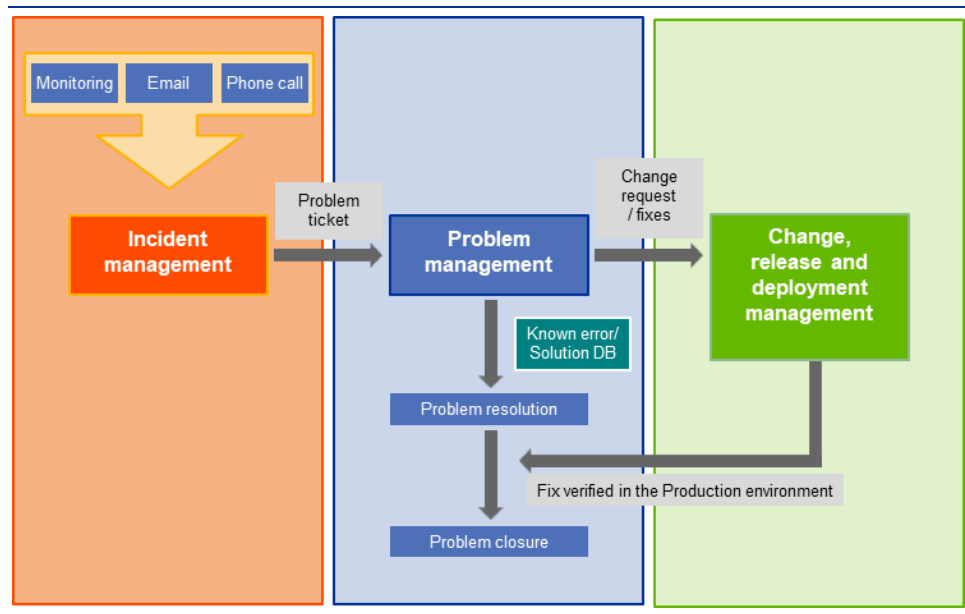 Monitoring
Email
Phone call
Problem
ticket
Change
request
/ fixes
Incident
management
Problem
management
Change,
release and
deployment
management
Known error/
Solution DB
Problem resolution
Fix verified in the Production environment
Problem closure